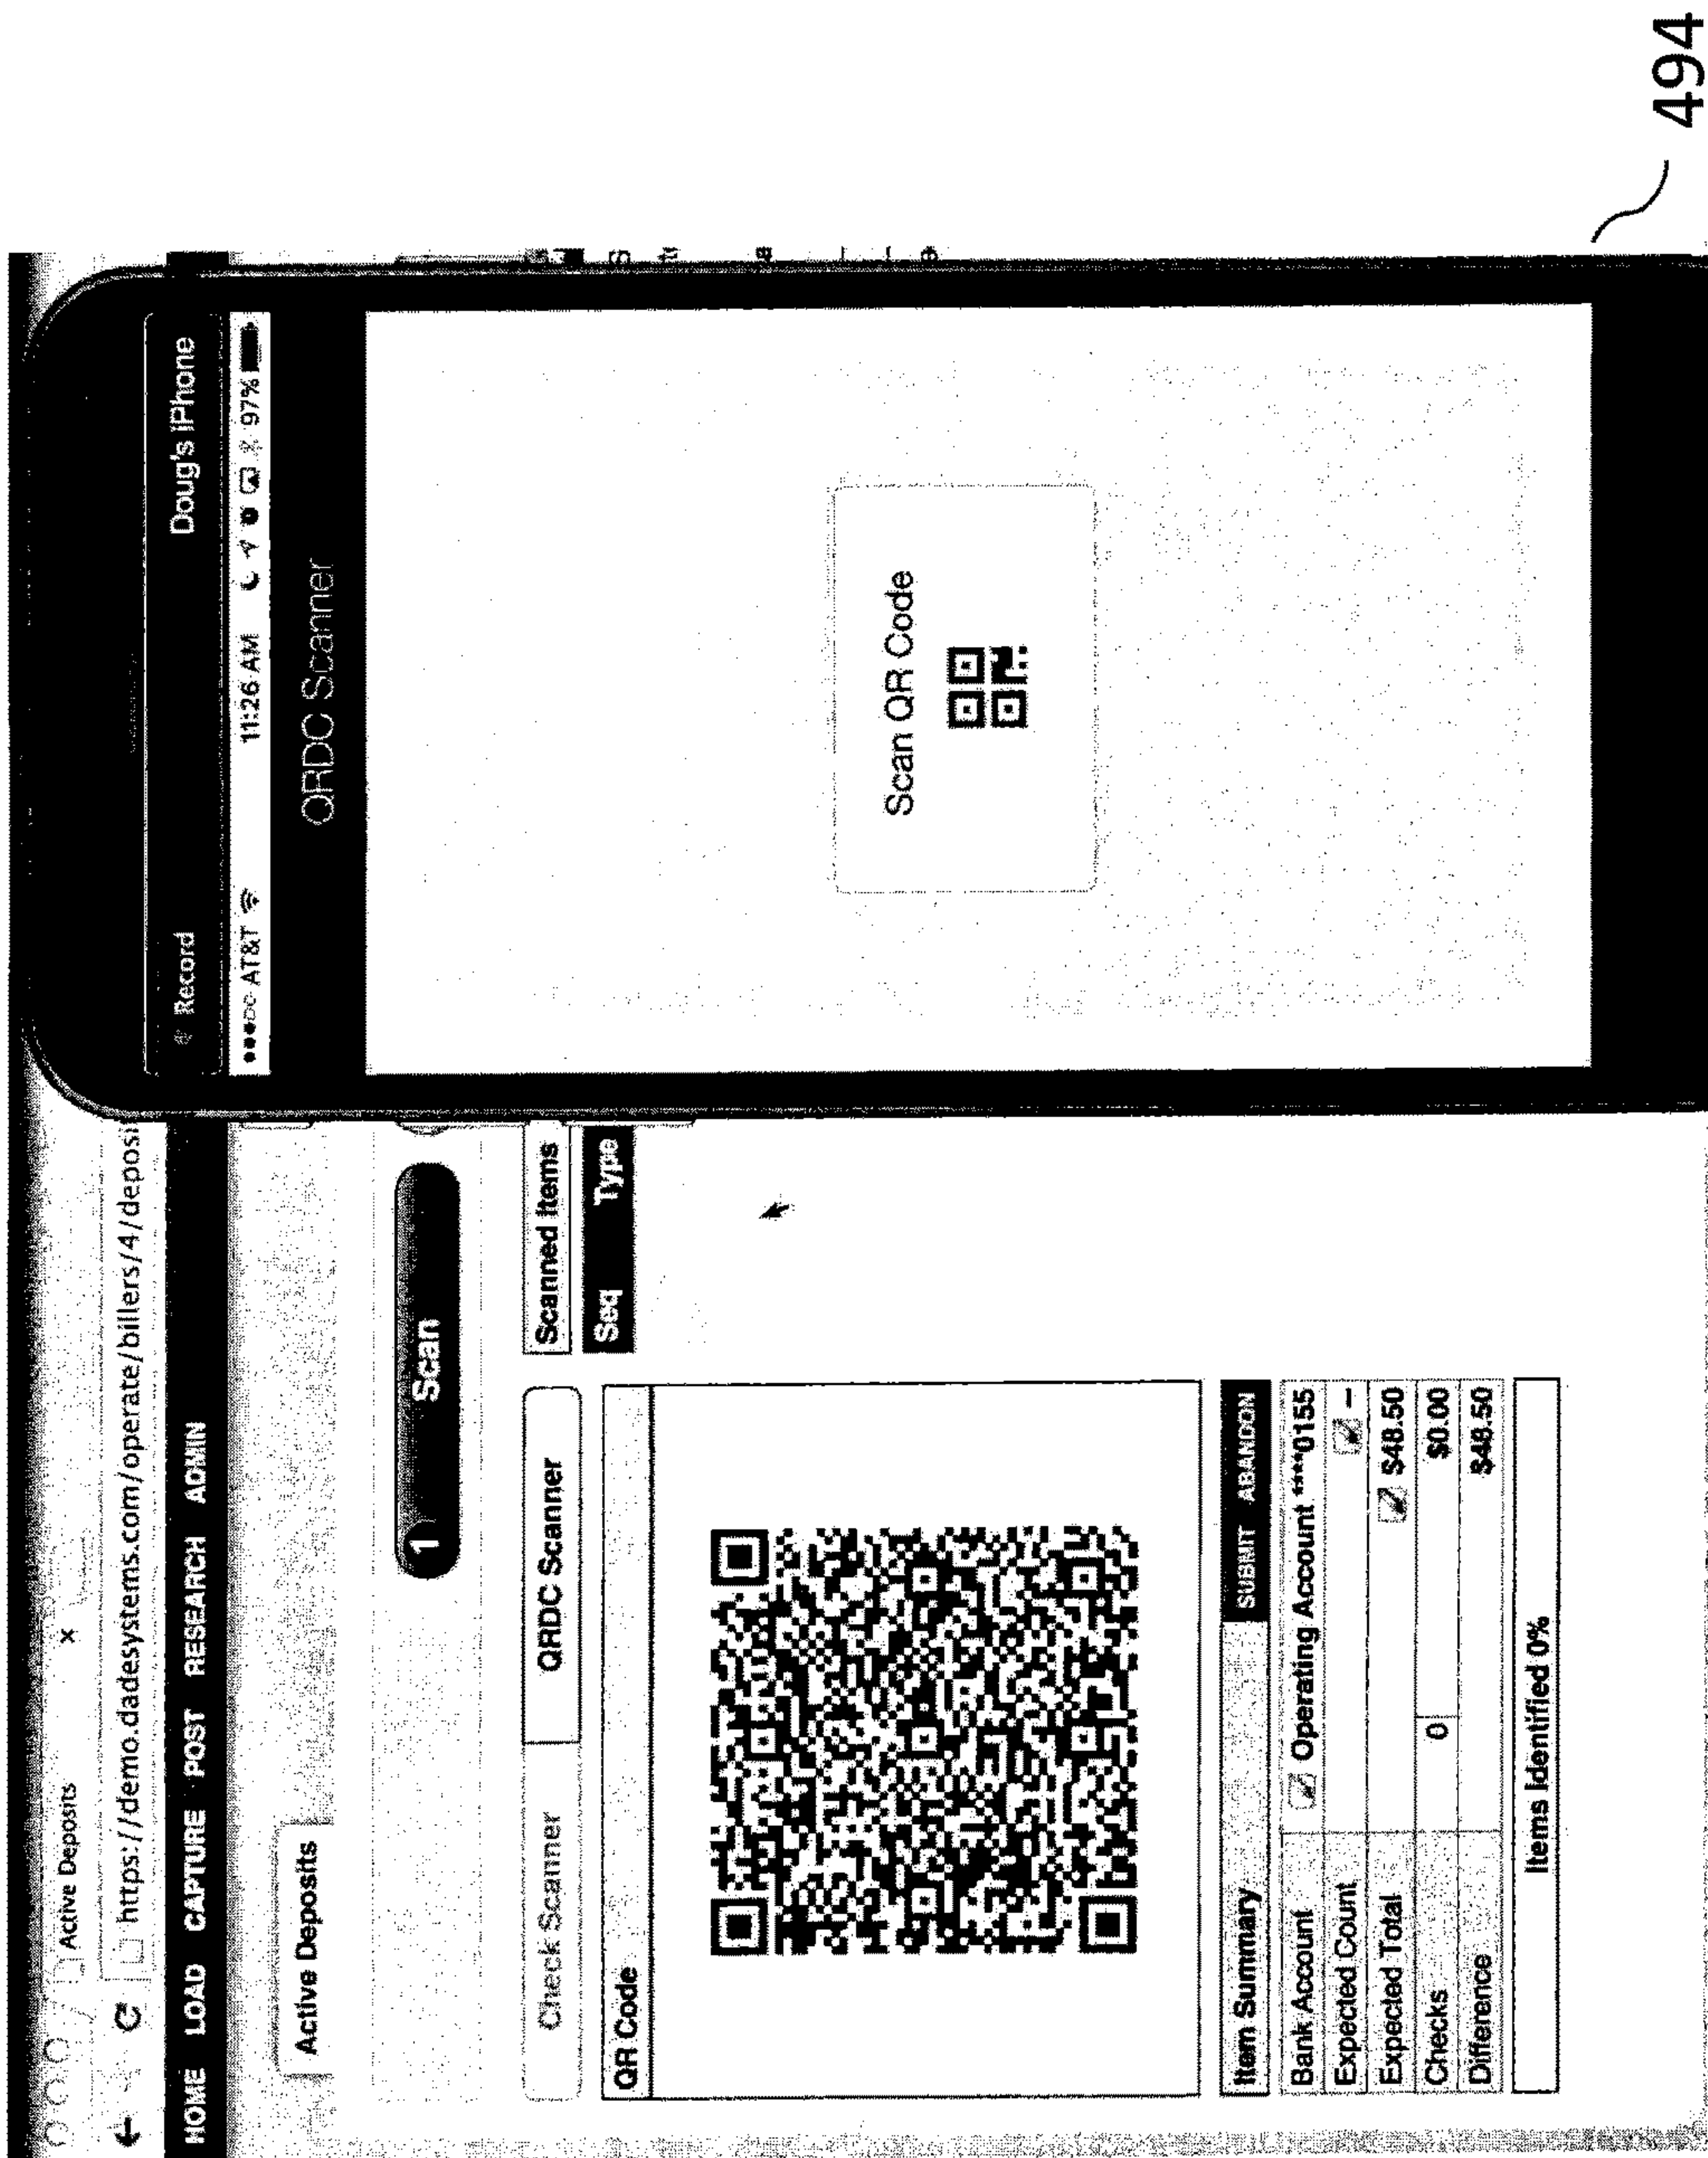 Active Deposits ×
https://demo.dadesystems.com/operate/billers/4/deposi
HOME LOAD CAPTURE POST RESEARCH ADMIN
Active Deposits
1 Scan
Check Scanner QRDC Scanner
Scanned Items
Seq Type
QR Code
Item Summary SUBMIT ABANDON
Bank Account Operating Account ****0155
Expected Count –
Expected Total $48.50
Checks 0 $0.00
Difference $48.50
Items Identified 0%
Record Doug's iPhone
AT&T 11:26 AM 97%
QRDC Scanner
Scan QR Code
494